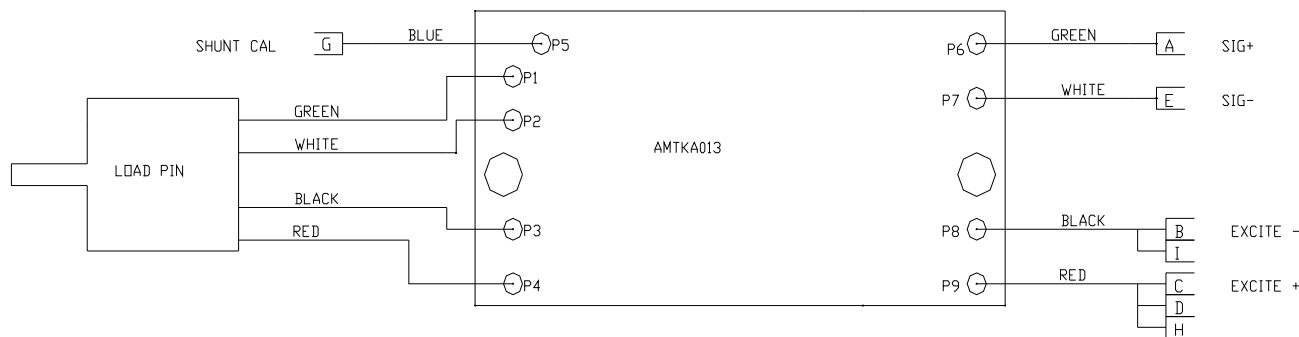 SHUNT CAL G BLUE P5 P6 GREEN A SIG+
P1
GREEN
P2
P7 WHITE E SIG-
WHITE
AMTKA013
LOAD PIN
BLACK
P3
RED
P4
P8 BLACK B EXCITE -
I
P9 RED C EXCITE +
D
H